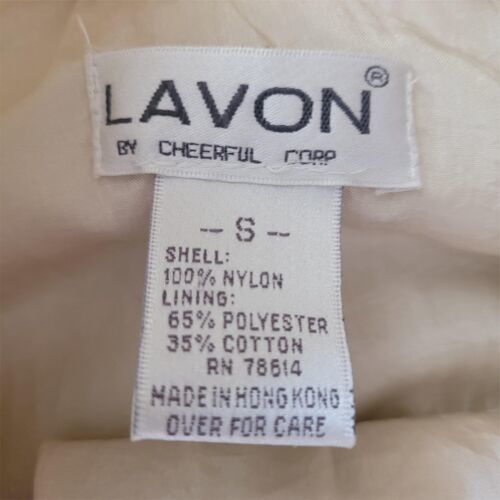 LAVON®
BY CHEERFUL CORP
-- S --
SHELL:
100% NYLON
LINING:
65% POLYESTER
35% COTTON
RN 78614
MADE IN HONG KONG
OVER FOR CARE